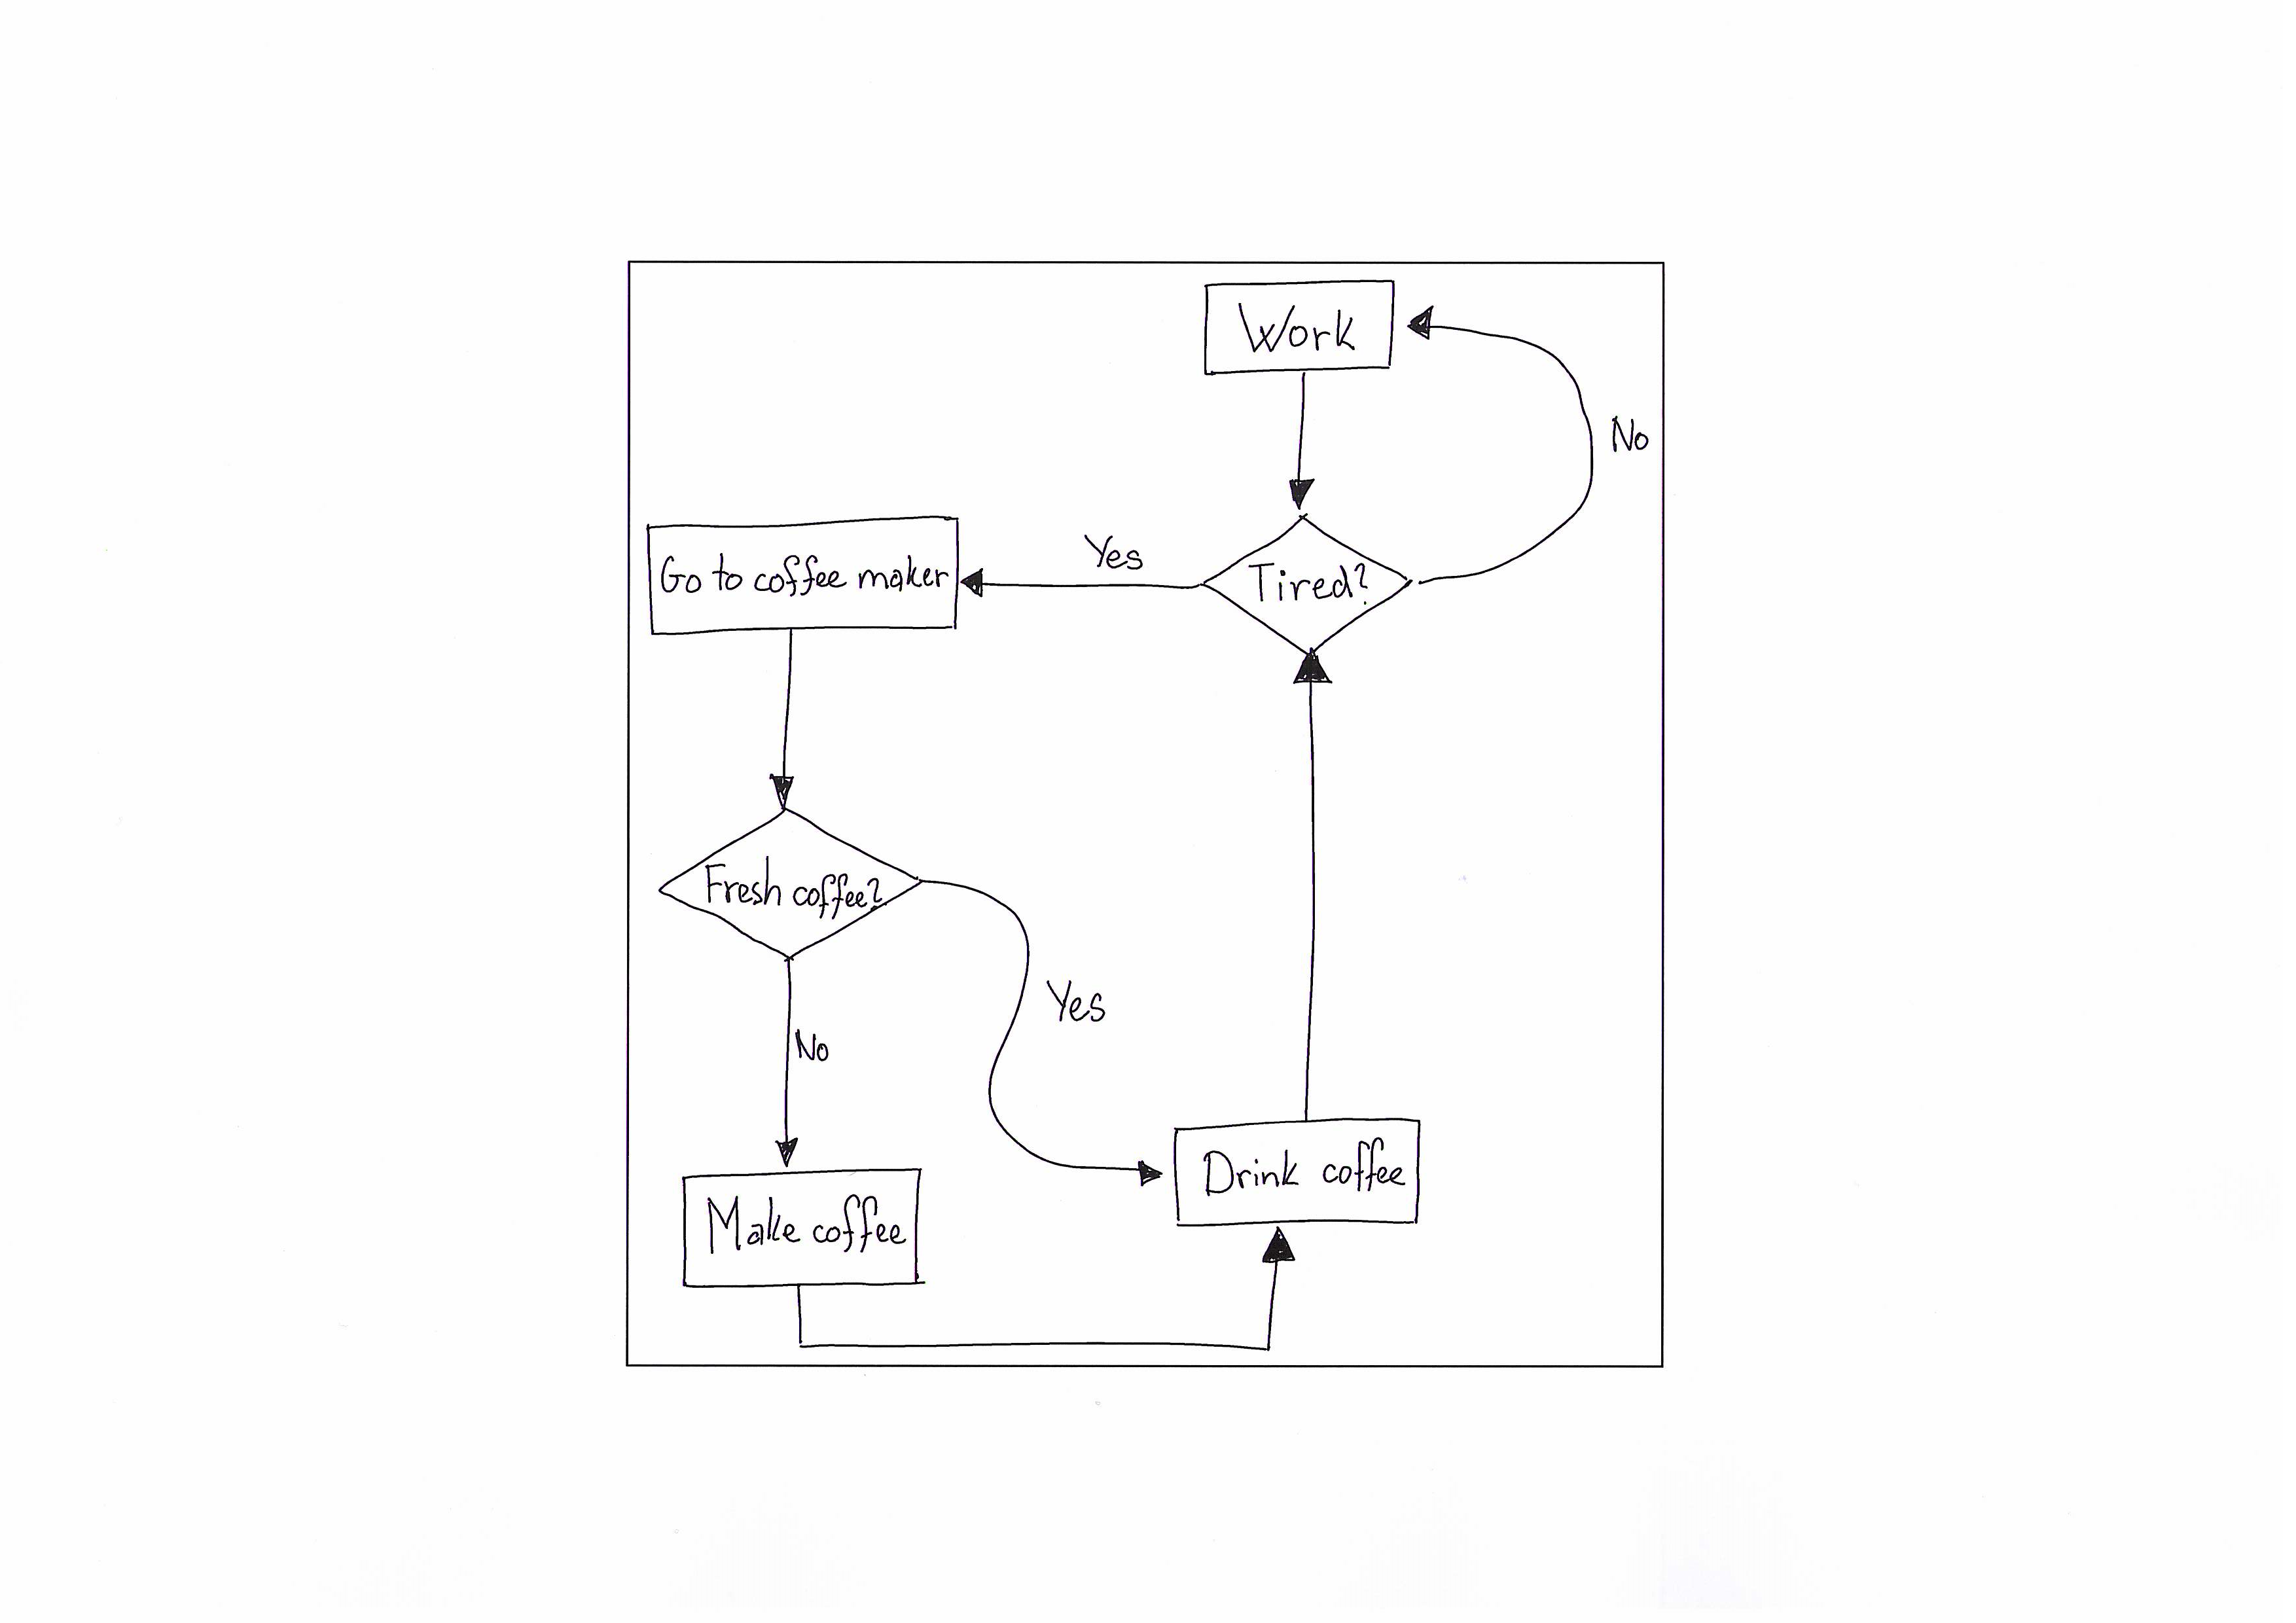 Work
No
Yes
Go to coffee maker
Tired?
Fresh coffee?
Yes
No
Drink coffee
Make coffee